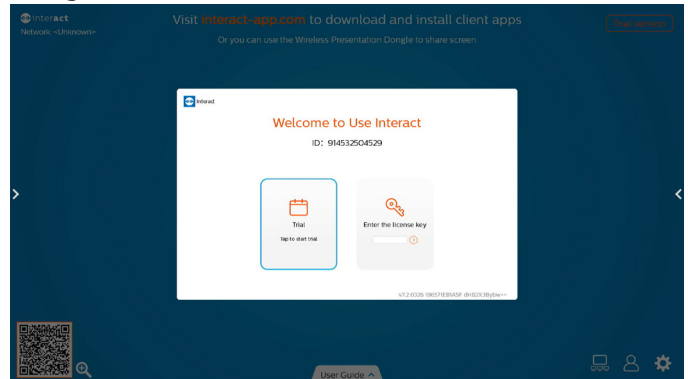 interact
Network <Unknown>
Visit interact-app.com to download and install client apps
Or you can use the Wireless Presentation Dongle to share screen
Trial version
Interact
Welcome to Use Interact
ID: 914532504529
Trial
Tap to start trial
Enter the license key
User Guide